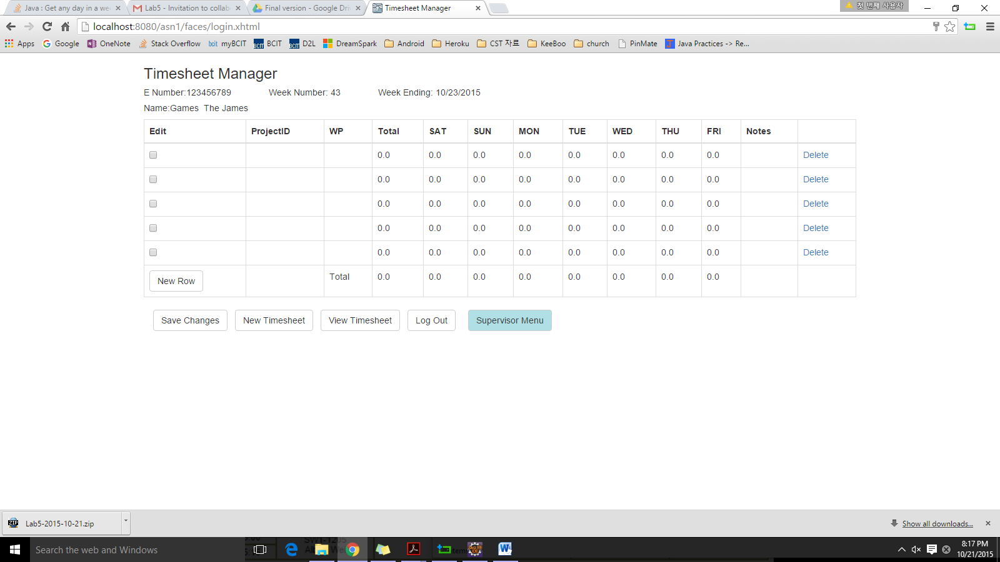 Java : Get any day in a we
Lab5 - Invitation to collab
Final version - Google Dri
Timesheet Manager
첫 번째 사용자
localhost:8080/asn1/faces/login.xhtml
Apps Google OneNote Stack Overflow bcit myBCIT BCIT BCIT BCIT D2L DreamSpark Android Heroku CST 자료 KeeBoo church PinMate J Java Practices -> Re...
Timesheet Manager
E Number:123456789 Week Number: 43 Week Ending: 10/23/2015
Name:Games The James
Edit ProjectID WP Total SAT SUN MON TUE WED THU FRI Notes
0.0 0.0 0.0 0.0 0.0 0.0 0.0 0.0 Delete
0.0 0.0 0.0 0.0 0.0 0.0 0.0 0.0 Delete
0.0 0.0 0.0 0.0 0.0 0.0 0.0 0.0 Delete
0.0 0.0 0.0 0.0 0.0 0.0 0.0 0.0 Delete
0.0 0.0 0.0 0.0 0.0 0.0 0.0 0.0 Delete
New Row Total 0.0 0.0 0.0 0.0 0.0 0.0 0.0 0.0
Save Changes New Timesheet View Timesheet Log Out Supervisor Menu
ZIP Lab5-2015-10-21.zip Show all downloads...
Search the web and Windows
8:17 PM
10/21/2015